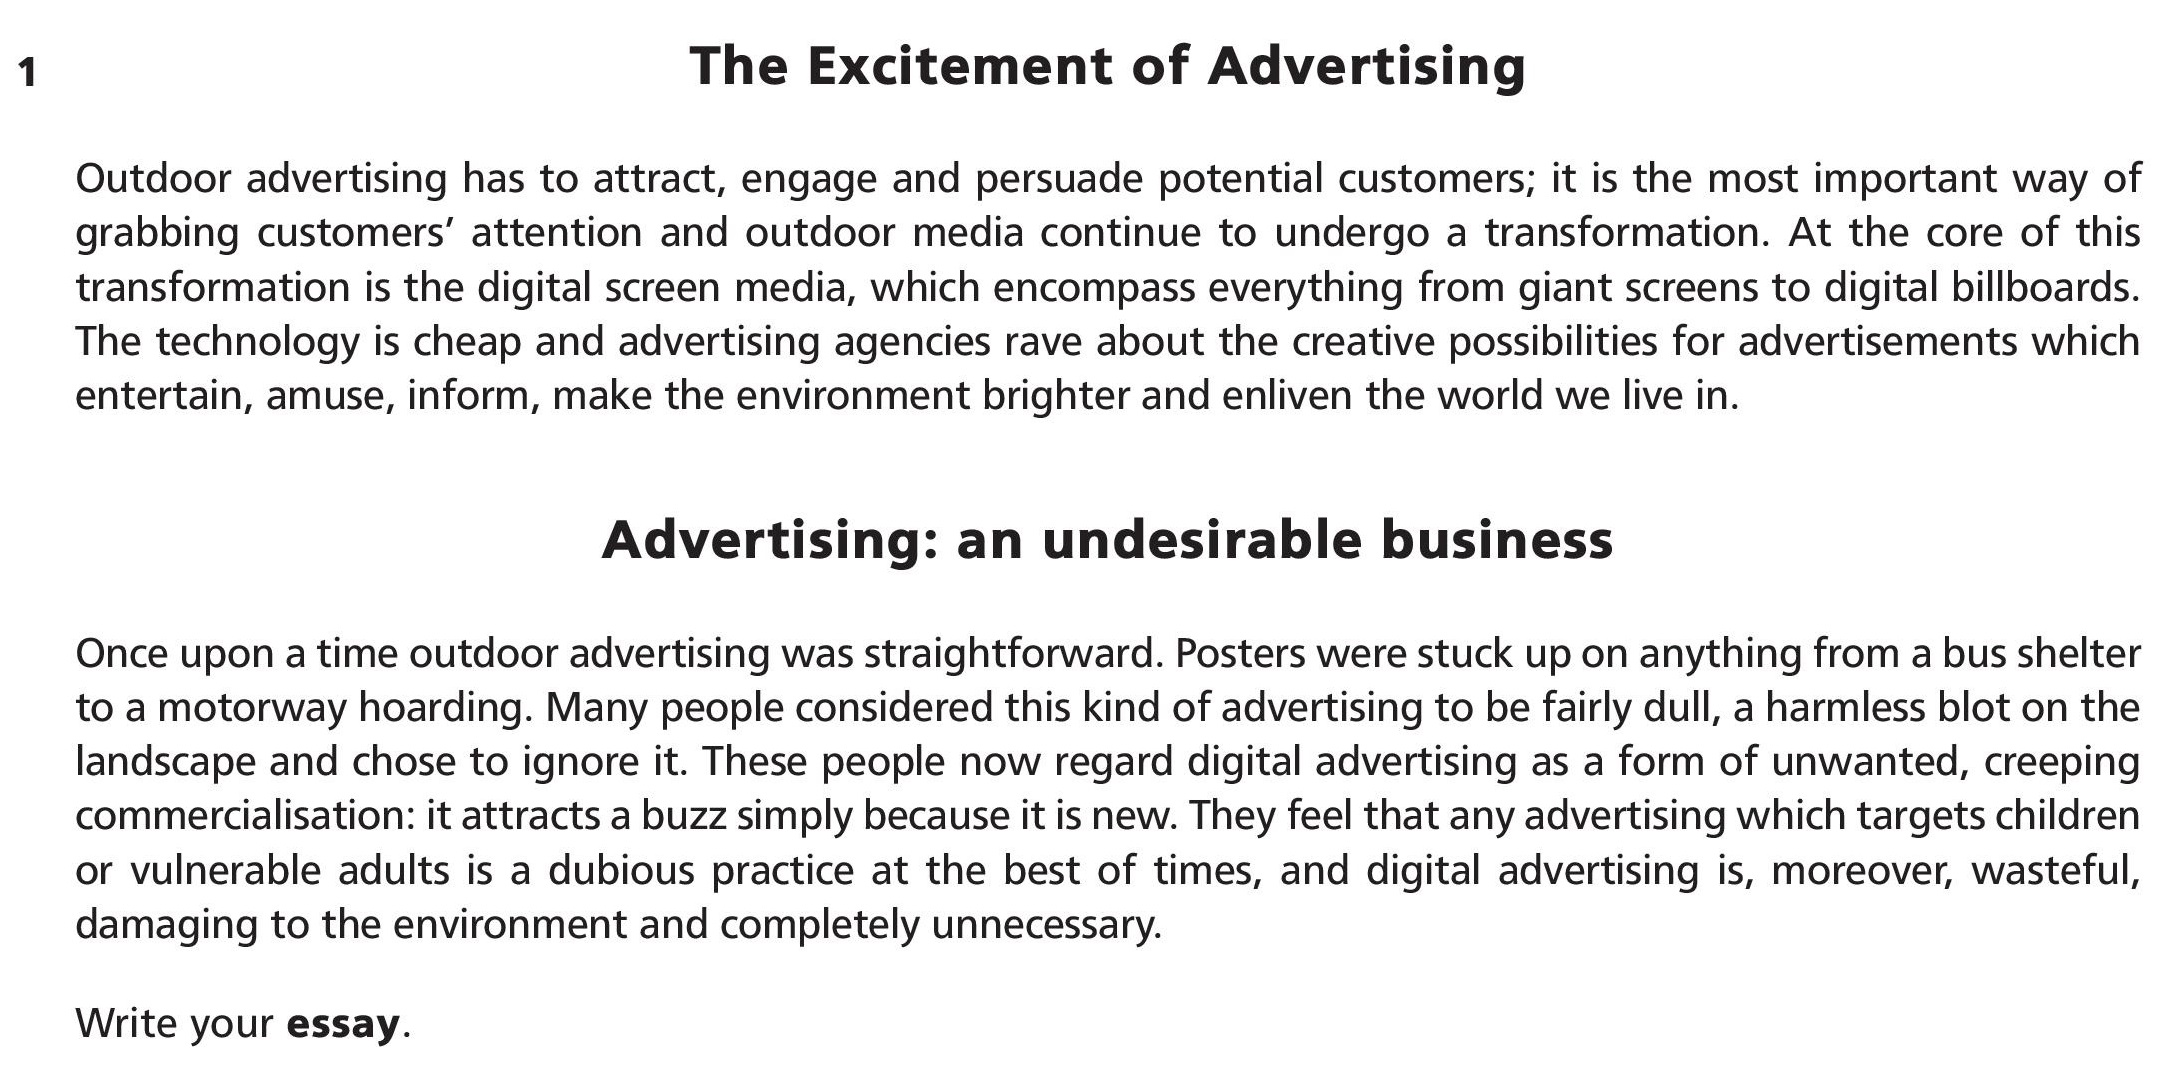 1
The Excitement of Advertising
Outdoor advertising has to attract, engage and persuade potential customers; it is the most important way of
grabbing customers’ attention and outdoor media continue to undergo a transformation. At the core of this
transformation is the digital screen media, which encompass everything from giant screens to digital billboards.
The technology is cheap and advertising agencies rave about the creative possibilities for advertisements which
entertain, amuse, inform, make the environment brighter and enliven the world we live in.
Advertising: an undesirable business
Once upon a time outdoor advertising was straightforward. Posters were stuck up on anything from a bus shelter
to a motorway hoarding. Many people considered this kind of advertising to be fairly dull, a harmless blot on the
landscape and chose to ignore it. These people now regard digital advertising as a form of unwanted, creeping
commercialisation: it attracts a buzz simply because it is new. They feel that any advertising which targets children
or vulnerable adults is a dubious practice at the best of times, and digital advertising is, moreover, wasteful,
damaging to the environment and completely unnecessary.
Write your essay.